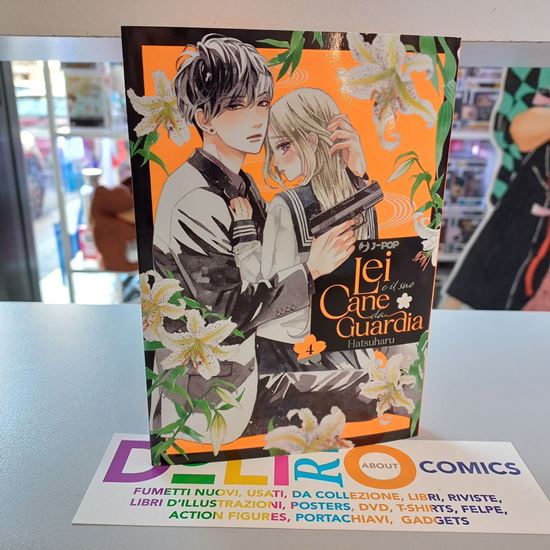 J-POP
Lei
e il suo
Cane
da
Guardia
4
Hatsuharu
DELIRO
ABOUT
COMICS
FUMETTI NUOVI, USATI, DA COLLEZIONE, LIBRI, RIVISTE,
LIBRI D'ILLUSTRAZIONI, POSTERS, DVD, T-SHIRTS, FELPE,
ACTION FIGURES, PORTACHIAVI, GADGETS